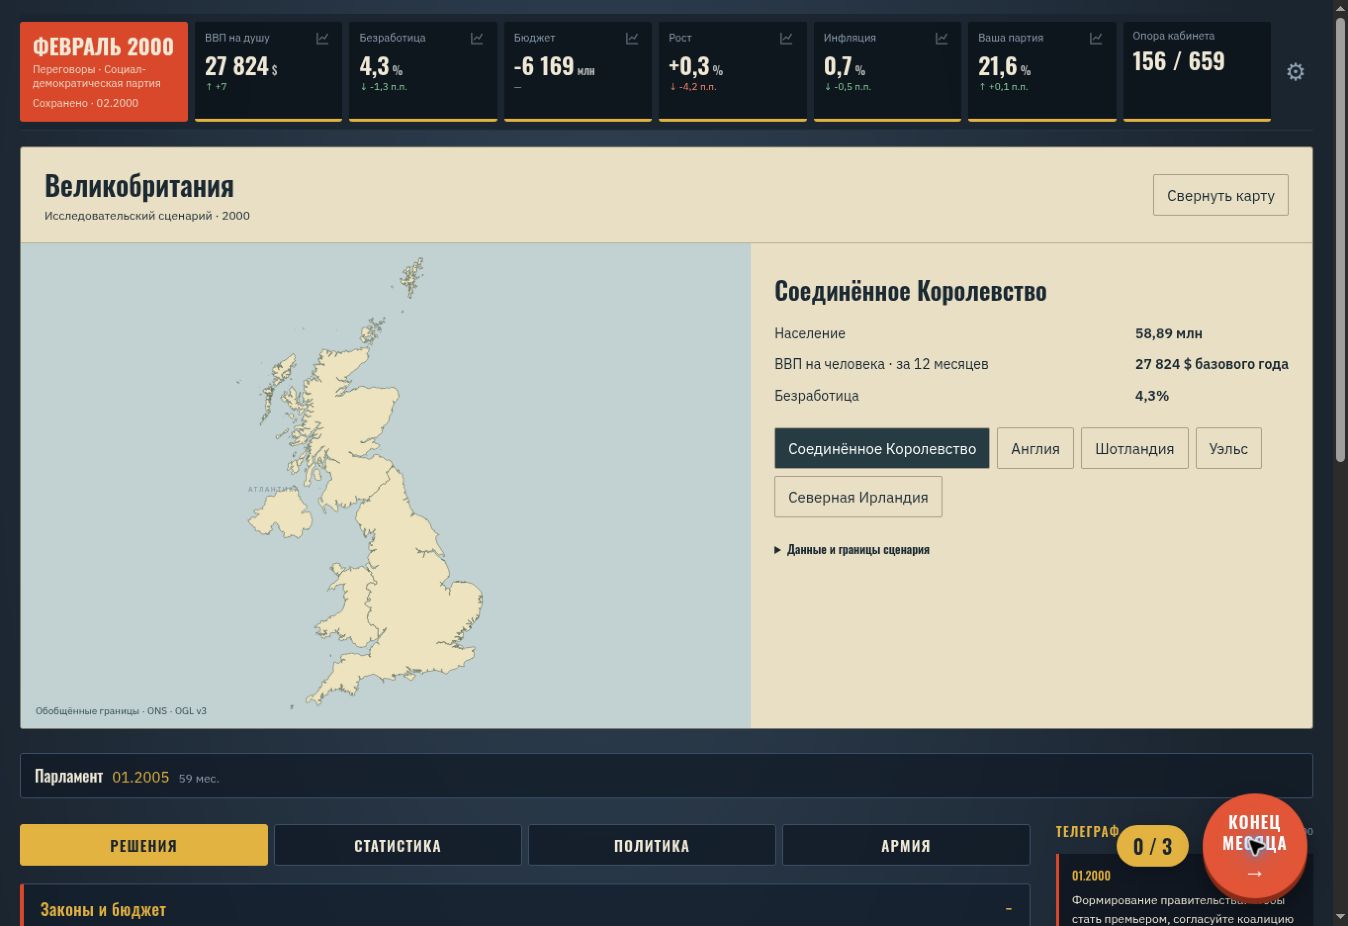 ФЕВРАЛЬ 2000
Переговоры · Социал-
демократическая партия
Сохранено · 02.2000
ВВП на душу
27 824 $
↑ +7
Безработица
4,3 %
↓ -1,3 п.п.
Бюджет
-6 169 млн
—
Рост
+0,3 %
↓ -4,2 п.п.
Инфляция
0,7 %
↓ -0,5 п.п.
Ваша партия
21,6 %
↑ +0,1 п.п.
Опора кабинета
156 / 659
Великобритания
Исследовательский сценарий · 2000
Свернуть карту
АТЛАНТИКА
Обобщённые границы · ONS · OGL v3
Соединённое Королевство
Население 58,89 млн
ВВП на человека · за 12 месяцев 27 824 $ базового года
Безработица 4,3%
Соединённое Королевство Англия Шотландия Уэльс
Северная Ирландия
Данные и границы сценария
Парламент 01.2005 59 мес.
РЕШЕНИЯ СТАТИСТИКА ПОЛИТИКА АРМИЯ
Законы и бюджет
ТЕЛЕГРАФ
0 / 3
КОНЕЦ
МЕСЯЦА
→
01.2000
Формирование правительства.
стать премьером, согласуйте коалицию